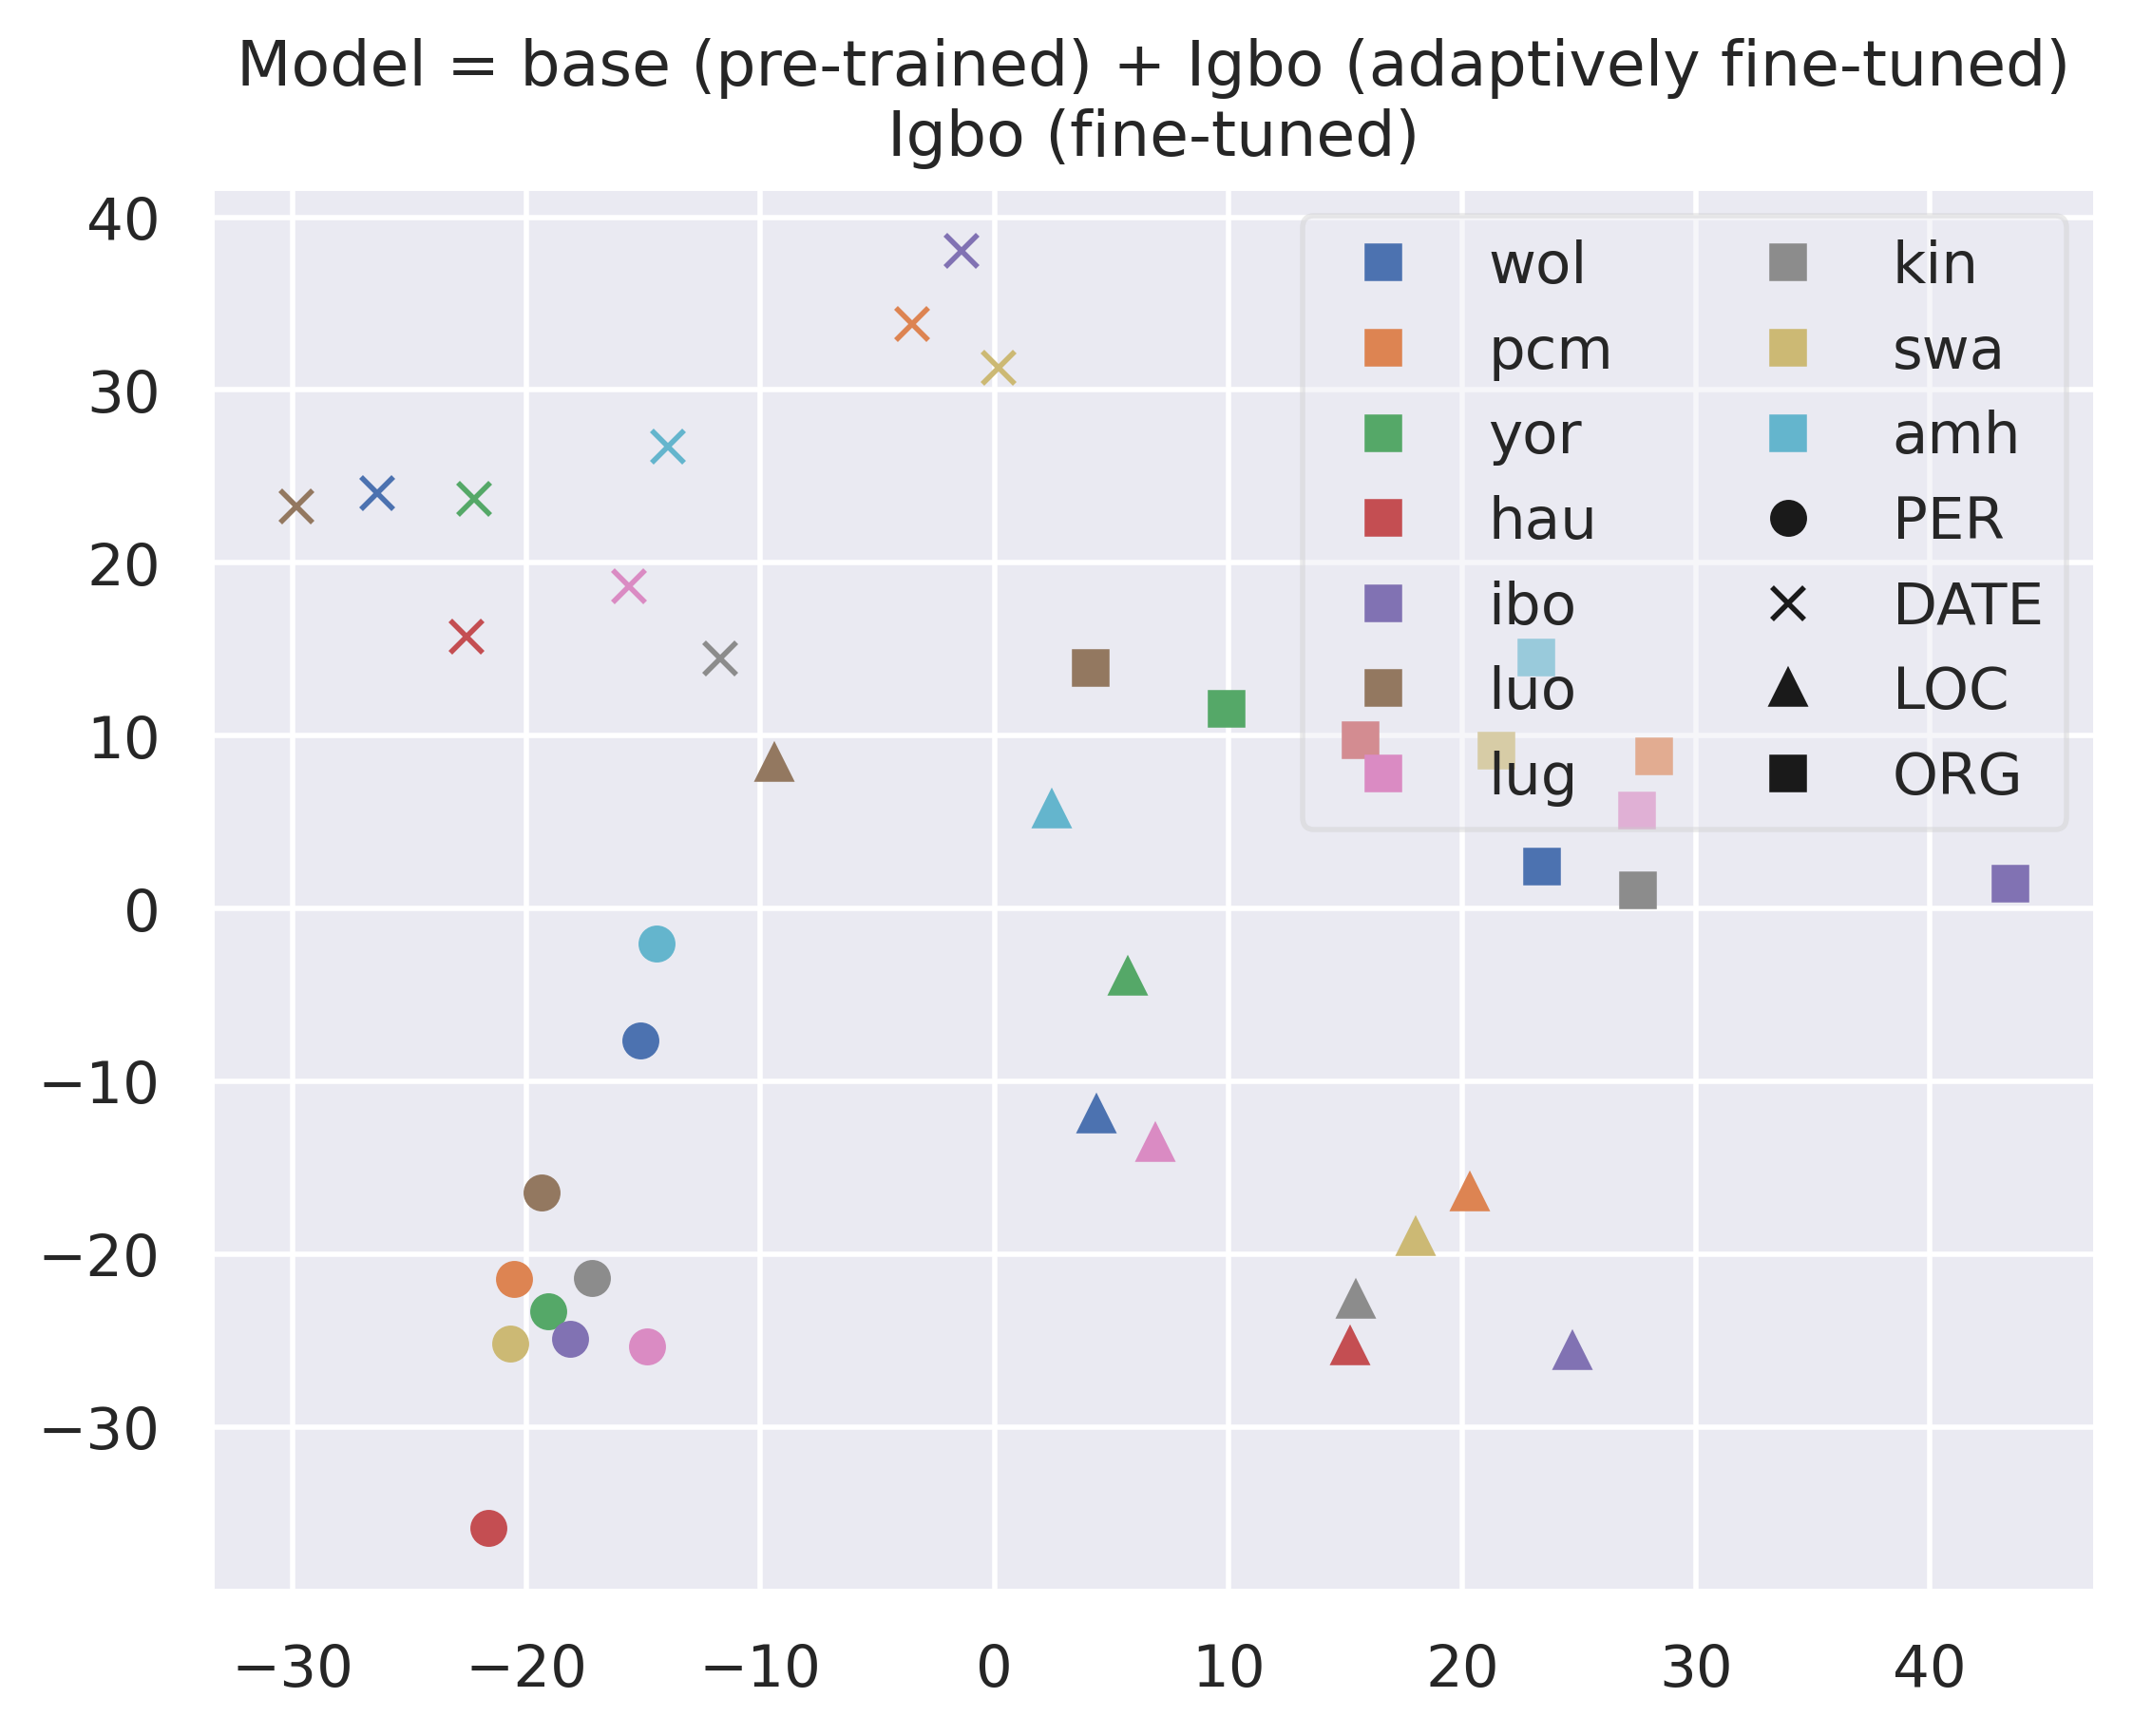 Model = base (pre-trained) + Igbo (adaptively fine-tuned)
Igbo (fine-tuned)
40
30
20
10
0
−10
−20
−30
−30
−20
−10
0
10
20
30
40
wol
pcm
yor
hau
ibo
luo
lug
kin
swa
amh
PER
DATE
LOC
ORG